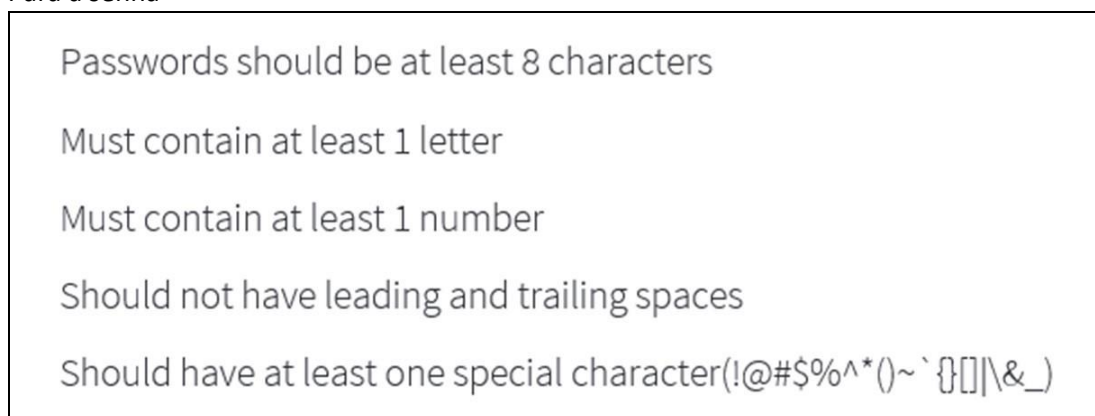 Passwords should be at least 8 characters
Must contain at least 1 letter
Must contain at least 1 number
Should not have leading and trailing spaces
Should have at least one special character(!@#$%^*()~`{}[]|\&_)